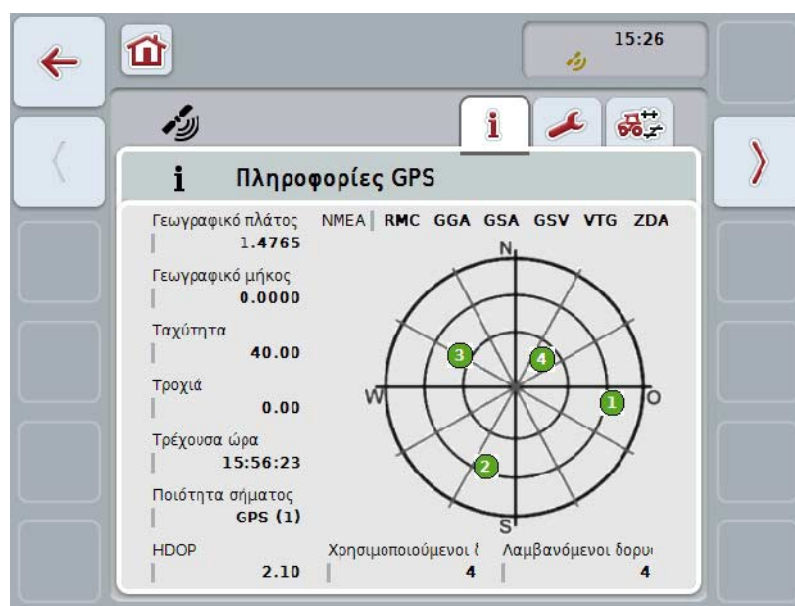 15:26
i
i Πληροφορίες GPS
Γεωγραφικό πλάτος
1.4765
Γεωγραφικό μήκος
0.0000
Ταχύτητα
40.00
Τροχιά
0.00
Τρέχουσα ώρα
15:56:23
Ποιότητα σήματος
GPS (1)
HDOP
2.10
NMEA RMC GGA GSA GSV VTG ZDA
N
3
4
1
W
O
2
S
Χρησιμοποιούμενοι
4
Λαμβανόμενοι δορυ
4